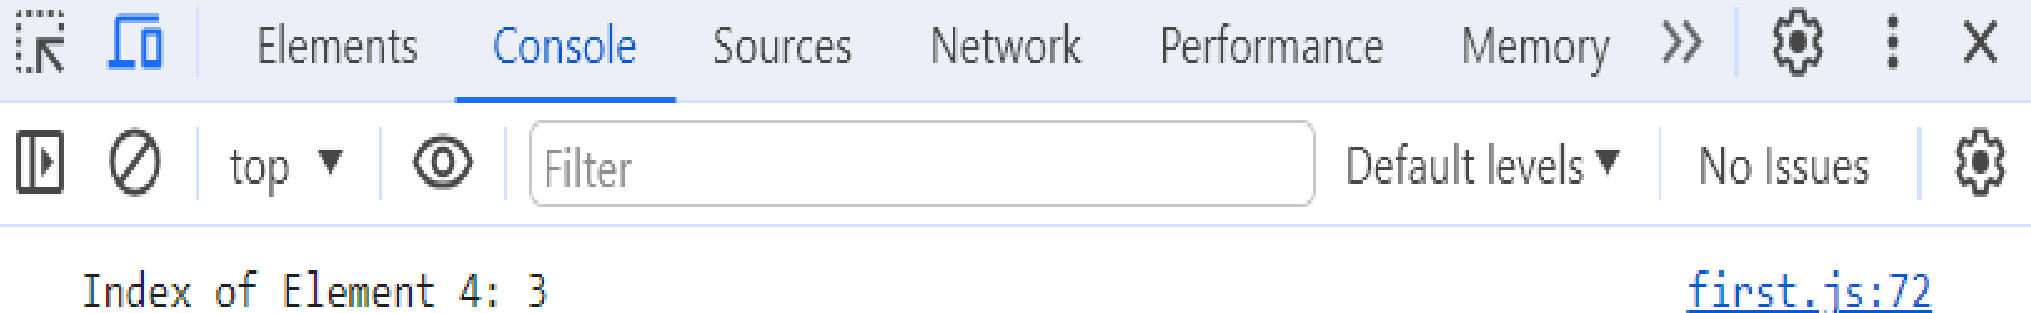 Elements Console Sources Network Performance Memory
top Filter Default levels No Issues
Index of Element 4: 3 first.js:72